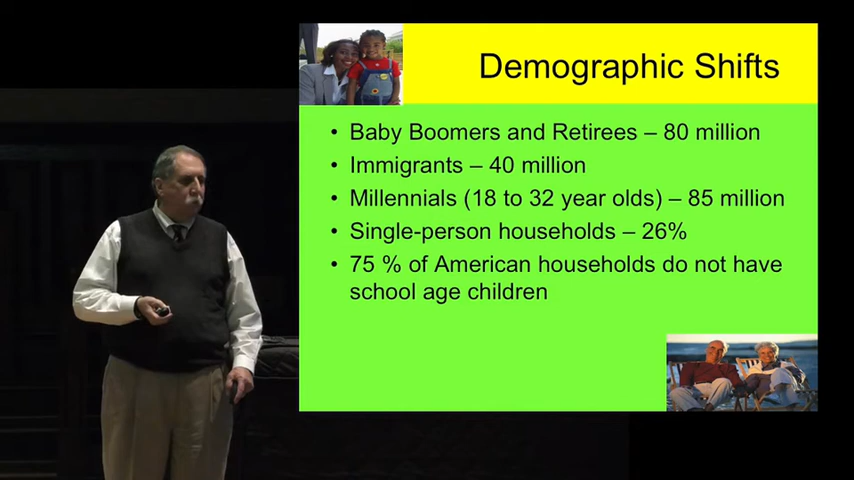 Demographic Shifts
• Baby Boomers and Retirees – 80 million
• Immigrants – 40 million
• Millennials (18 to 32 year olds) – 85 million
• Single-person households – 26%
• 75 % of American households do not have
school age children